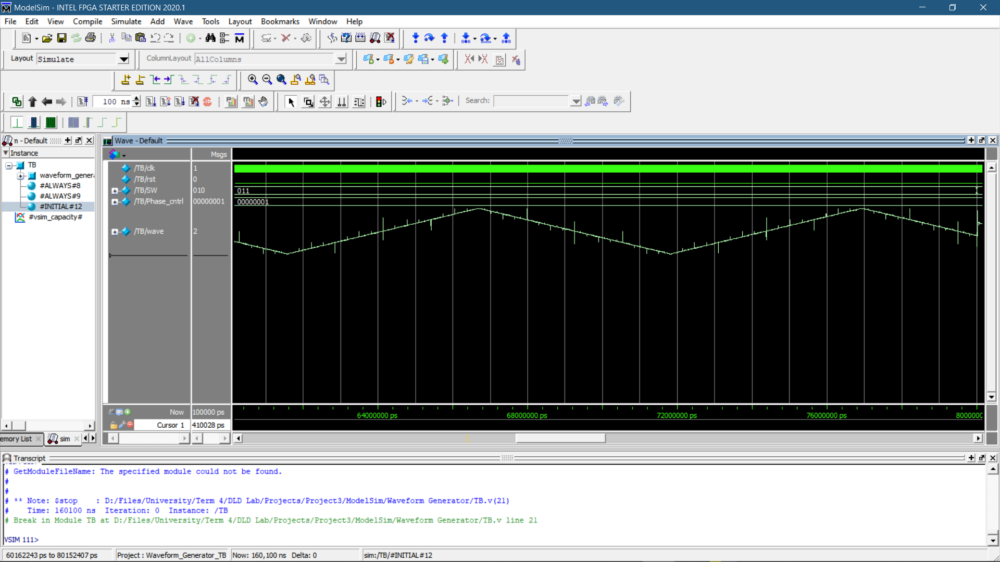 ModelSim - INTEL FPGA STARTER EDITION 2020.1
File Edit View Compile Simulate Add Wave Tools Layout Bookmarks Window Help
Layout Simulate
ColumnLayout AllColumns
100 ns
Search:
n - Default
Instance
TB
waveform_genera
#ALWAYS#8
#ALWAYS#9
#INITIAL#12
#vsim_capacity#
emory List
sim
Wave - Default
Msgs
/TB/clk 1
/TB/rst 0
/TB/SW 010 011
/TB/Phase_cntrl 00000001 00000001
/TB/wave 2
Now 100000 ps
64000000 ps 68000000 ps 72000000 ps 76000000 ps 8000000
Cursor 1 410028 ps
Transcript
# GetModuleFileName: The specified module could not be found.
#
#
# ** Note: $stop : D:/Files/University/Term 4/DLD Lab/Projects/Project3/ModelSim/Waveform Generator/TB.v(21)
# Time: 160100 ns Iteration: 0 Instance: /TB
# Break in Module TB at D:/Files/University/Term 4/DLD Lab/Projects/Project3/ModelSim/Waveform Generator/TB.v line 21
VSIM 111>
60162243 ps to 80152407 ps
Project : Waveform_Generator_TB
Now: 160,100 ns Delta: 0
sim:/TB/#INITIAL#12